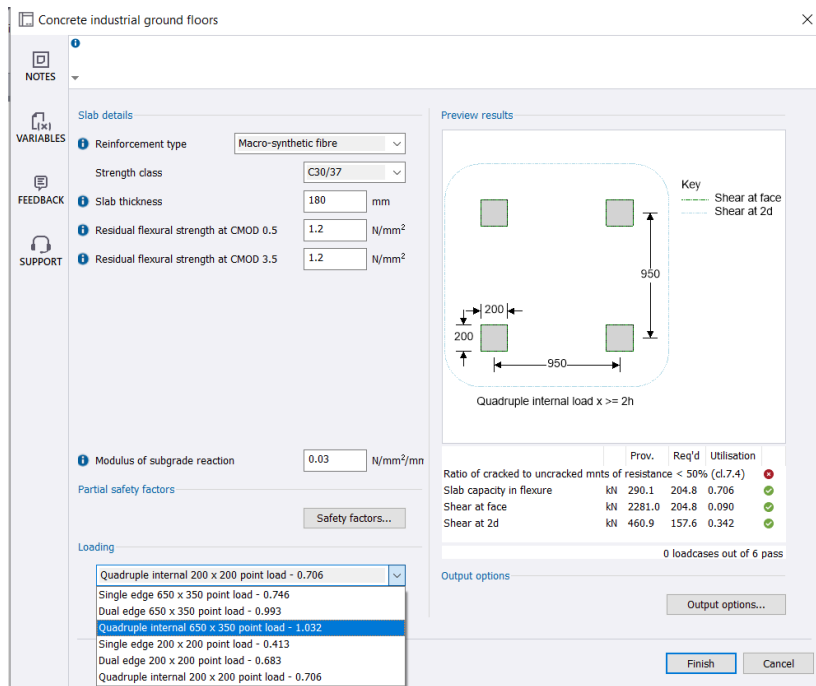 Concrete industrial ground floors
NOTES
VARIABLES
FEEDBACK
SUPPORT
Slab details
Reinforcement type Macro-synthetic fibre
Strength class C30/37
Slab thickness 180 mm
Residual flexural strength at CMOD 0.5 1.2 N/mm²
Residual flexural strength at CMOD 3.5 1.2 N/mm²
Modulus of subgrade reaction 0.03 N/mm²/mm
Partial safety factors
Safety factors...
Loading
Quadruple internal 200 x 200 point load - 0.706
Single edge 650 x 350 point load - 0.746
Dual edge 650 x 350 point load - 0.993
Quadruple internal 650 x 350 point load - 1.032
Single edge 200 x 200 point load - 0.413
Dual edge 200 x 200 point load - 0.683
Quadruple internal 200 x 200 point load - 0.706
Preview results
Key
Shear at face
Shear at 2d
950
200
200
950
Quadruple internal load x >= 2h
Prov. Req'd Utilisation
Ratio of cracked to uncracked mnts of resistance < 50% (cl.7.4)
Slab capacity in flexure kN 290.1 204.8 0.706
Shear at face kN 2281.0 204.8 0.090
Shear at 2d kN 460.9 157.6 0.342
0 loadcases out of 6 pass
Output options
Output options...
Finish Cancel